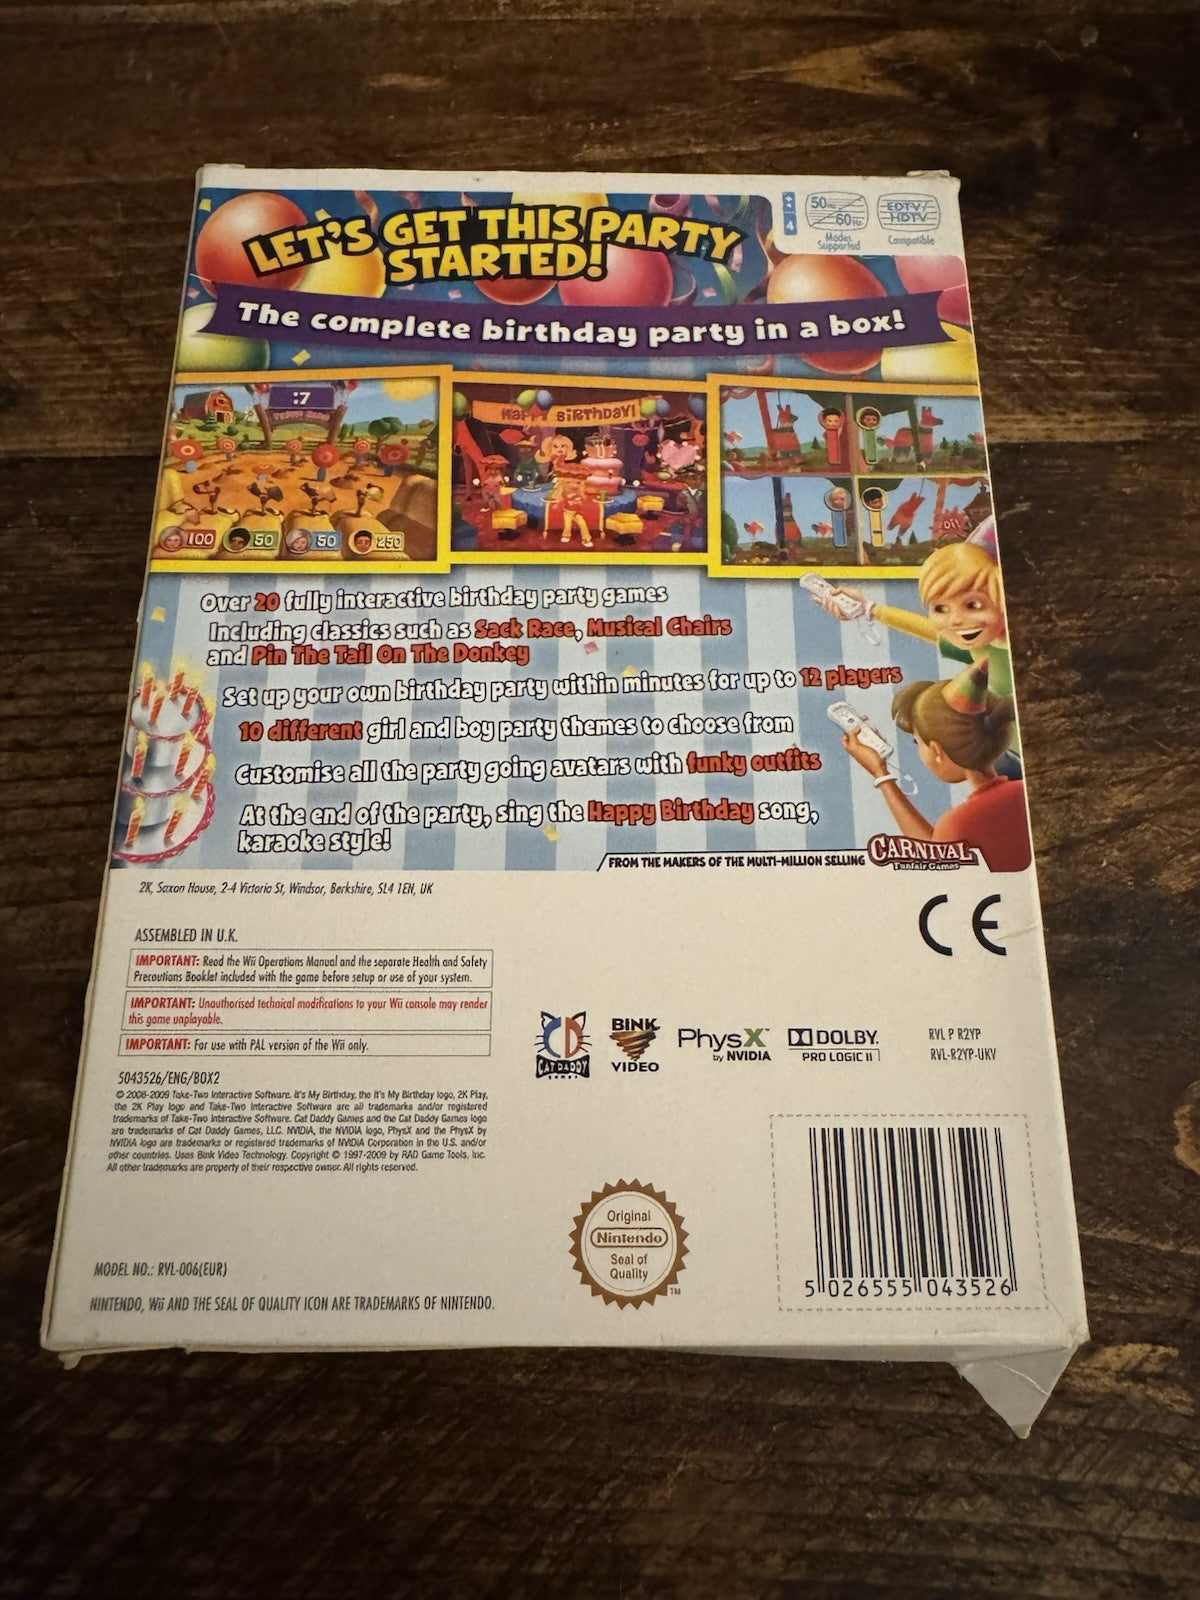 LET'S GET THIS PARTY
STARTED!
4
50Hz
60Hz
Modes
Supported
EDTV/
HDTV
Compatible
The complete birthday party in a box!
:7
100
50
50
250
HAPPY BIRTHDAY!
Over 20 fully interactive birthday party games
Including classics such as Sack Race, Musical Chairs
and Pin The Tail On The Donkey
Set up your own birthday party within minutes for up to 12 players
10 different girl and boy party themes to choose from
Customise all the party going avatars with funky outfits
At the end of the party, sing the Happy Birthday song,
karaoke style!
FROM THE MAKERS OF THE MULTI-MILLION SELLING
CARNIVAL
Funfair Games
2K, Saxon House, 2-4 Victoria St, Windsor, Berkshire, SL4 1EN, UK
CE
ASSEMBLED IN U.K.
IMPORTANT: Read the Wii Operations Manual and the separate Health and Safety
Precautions Booklet included with the game before setup or use of your system.
IMPORTANT: Unauthorised technical modifications to your Wii console may render
this game unplayable.
IMPORTANT: For use with PAL version of the Wii only.
CD
CAT DADDY
GAMES
BINK
VIDEO
PhysX™
by NVIDIA
DOLBY.
PRO LOGIC II
RVL P R2YP
RVL-R2YP-UKV
5043526/ENG/BOX2
© 2008-2009 Take-Two Interactive Software. It's My Birthday, the It's My Birthday logo, 2K Play,
the 2K Play logo and Take-Two Interactive Software are all trademarks and/or registered
trademarks of Take-Two Interactive Software. Cat Daddy Games and the Cat Daddy Games logo
are trademarks of Cat Daddy Games, LLC. NVIDIA, the NVIDIA logo, PhysX and the PhysX by
NVIDIA logo are trademarks or registered trademarks of NVIDIA Corporation in the U.S. and/or
other countries. Uses Bink Video Technology. Copyright © 1997-2009 by RAD Game Tools, Inc.
All other trademarks are property of their respective owner. All rights reserved.
Original
Nintendo
Seal of
Quality
TM
5 026555 043526
MODEL NO.: RVL-006(EUR)
NINTENDO, Wii AND THE SEAL OF QUALITY ICON ARE TRADEMARKS OF NINTENDO.